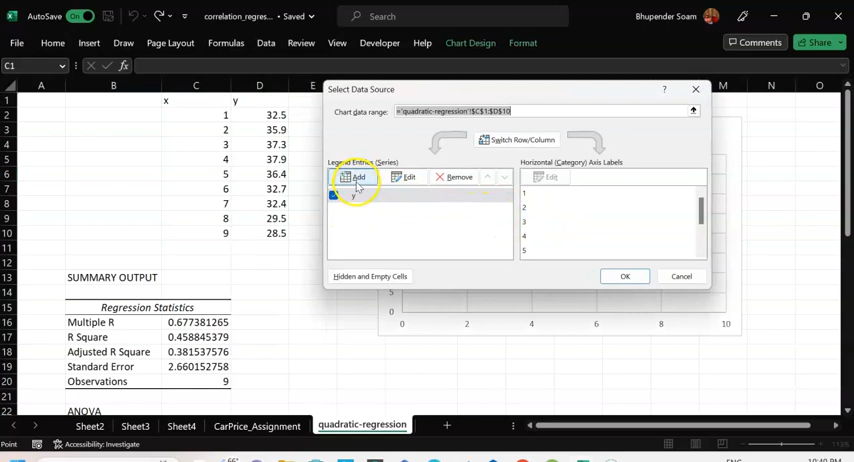 AutoSave On correlation_regres... • Saved Search Bhupender Soam
File Home Insert Draw Page Layout Formulas Data Review View Developer Help Chart Design Format Comments Share
C1 fx
A B C D E M N O
1 x y
2 1 32.5
3 2 35.9
4 3 37.3
5 4 37.9
6 5 36.4
7 6 32.7
8 7 32.4
9 8 29.5
10 9 28.5
11
12
13 SUMMARY OUTPUT
14
15 Regression Statistics
16 Multiple R 0.677381265
17 R Square 0.458845379
18 Adjusted R Square 0.381537576
19 Standard Error 2.660152758
20 Observations 9
21
22 ANOVA
Select Data Source ?
Chart data range: ='quadratic-regression'!$C$1:$D$10
Switch Row/Column
Legend Entries (Series) Horizontal (Category) Axis Labels
Add Edit Remove Edit
y
1
2
3
4
5
Hidden and Empty Cells OK Cancel
5
0
0 2 4 6 8 10
Sheet2 Sheet3 Sheet4 CarPrice_Assignment quadratic-regression
Point Accessibility: Investigate 113%
66° ENG 10:40 PM